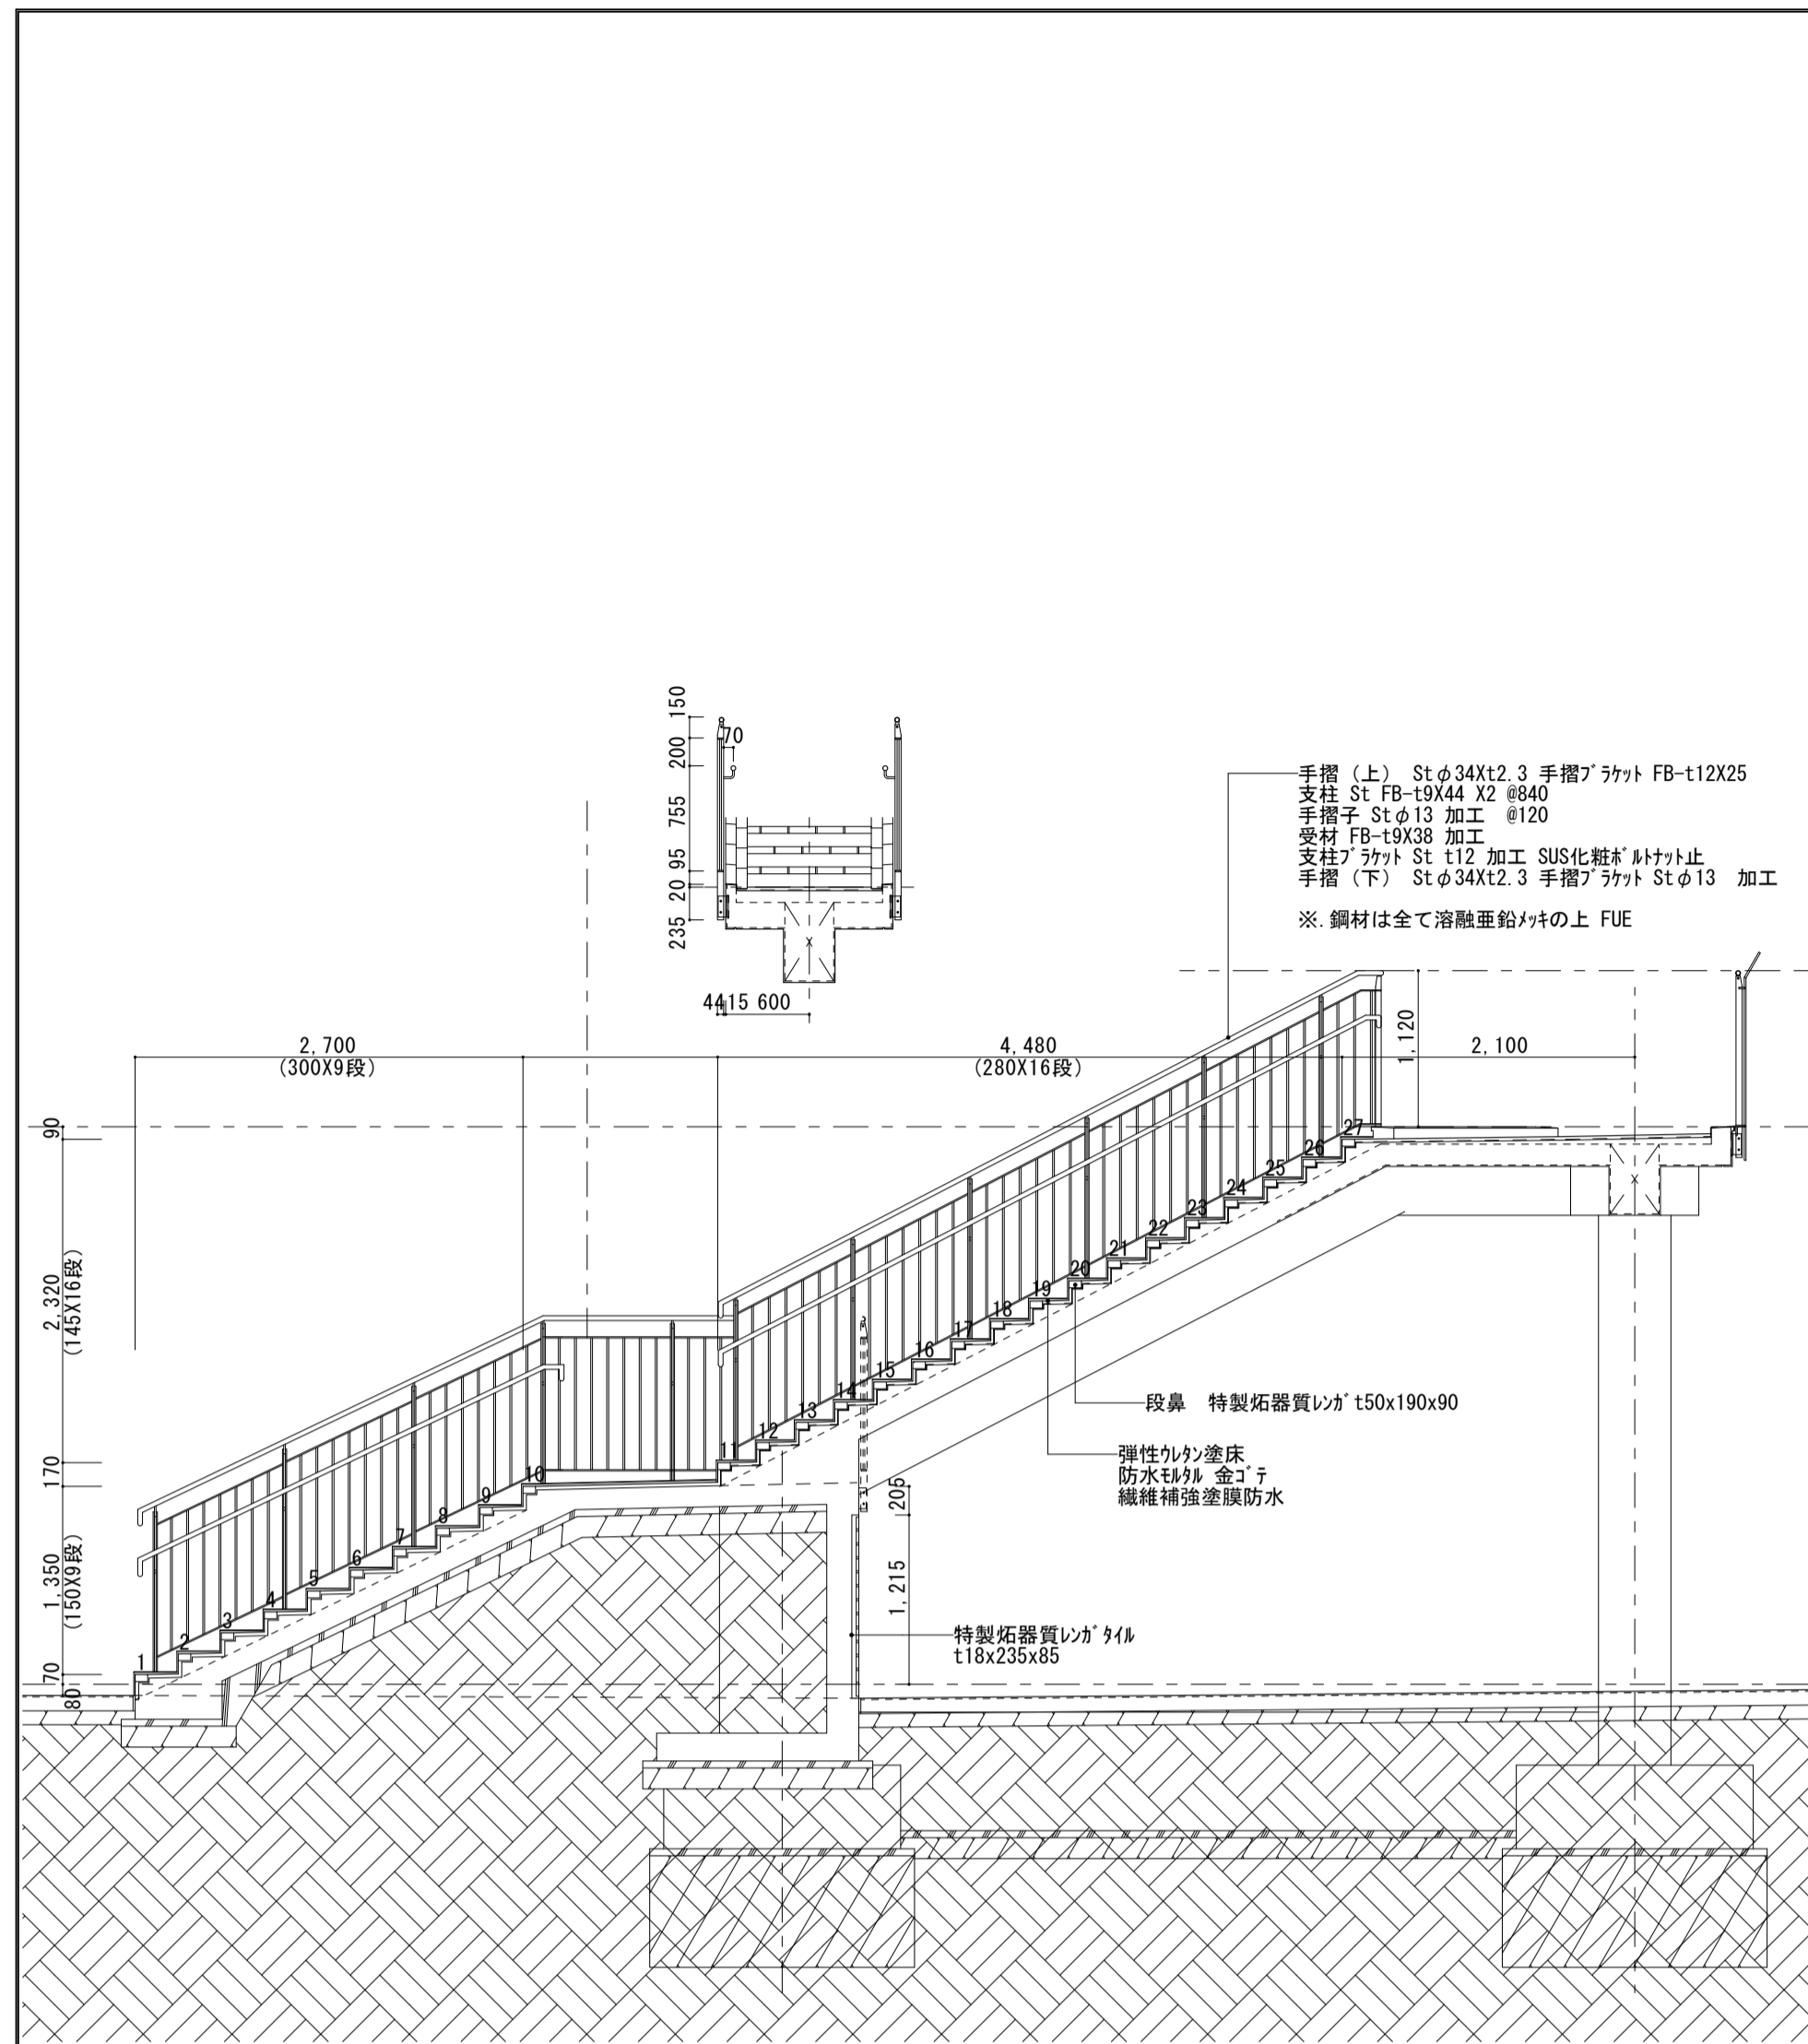 150
200
70
755
95
20
235
4415 600
手摺（上） Stφ34Xt2.3 手摺ﾌﾞﾗｹｯﾄ FB-t12X25
支柱 St FB-t9X44 X2 @840
手摺子 Stφ13 加工 @120
受材 FB-t9X38 加工
支柱ﾌﾞﾗｹｯﾄ St t12 加工 SUS化粧ﾎﾞﾙﾄﾅｯﾄ止
手摺（下） Stφ34Xt2.3 手摺ﾌﾞﾗｹｯﾄ Stφ13 加工
※.鋼材は全て溶融亜鉛ﾒｯｷの上 FUE
2,700
(300X9段)
4,480
(280X16段)
1,120
2,100
90
2,320
(145X16段)
170
1,350
(150X9段)
70
80
1
2
3
4
5
6
7
8
9
10
11
12
13
14
15
16
17
18
19
20
21
22
23
24
25
26
27
X
X
段鼻 特製炻器質ﾚﾝｶﾞt50x190x90
弾性ｳﾚﾀﾝ塗床
防水ﾓﾙﾀﾙ 金ｺﾞﾃ
繊維補強塗膜防水
205
1,215
特製炻器質ﾚﾝｶﾞﾀｲﾙ
t18x235x85